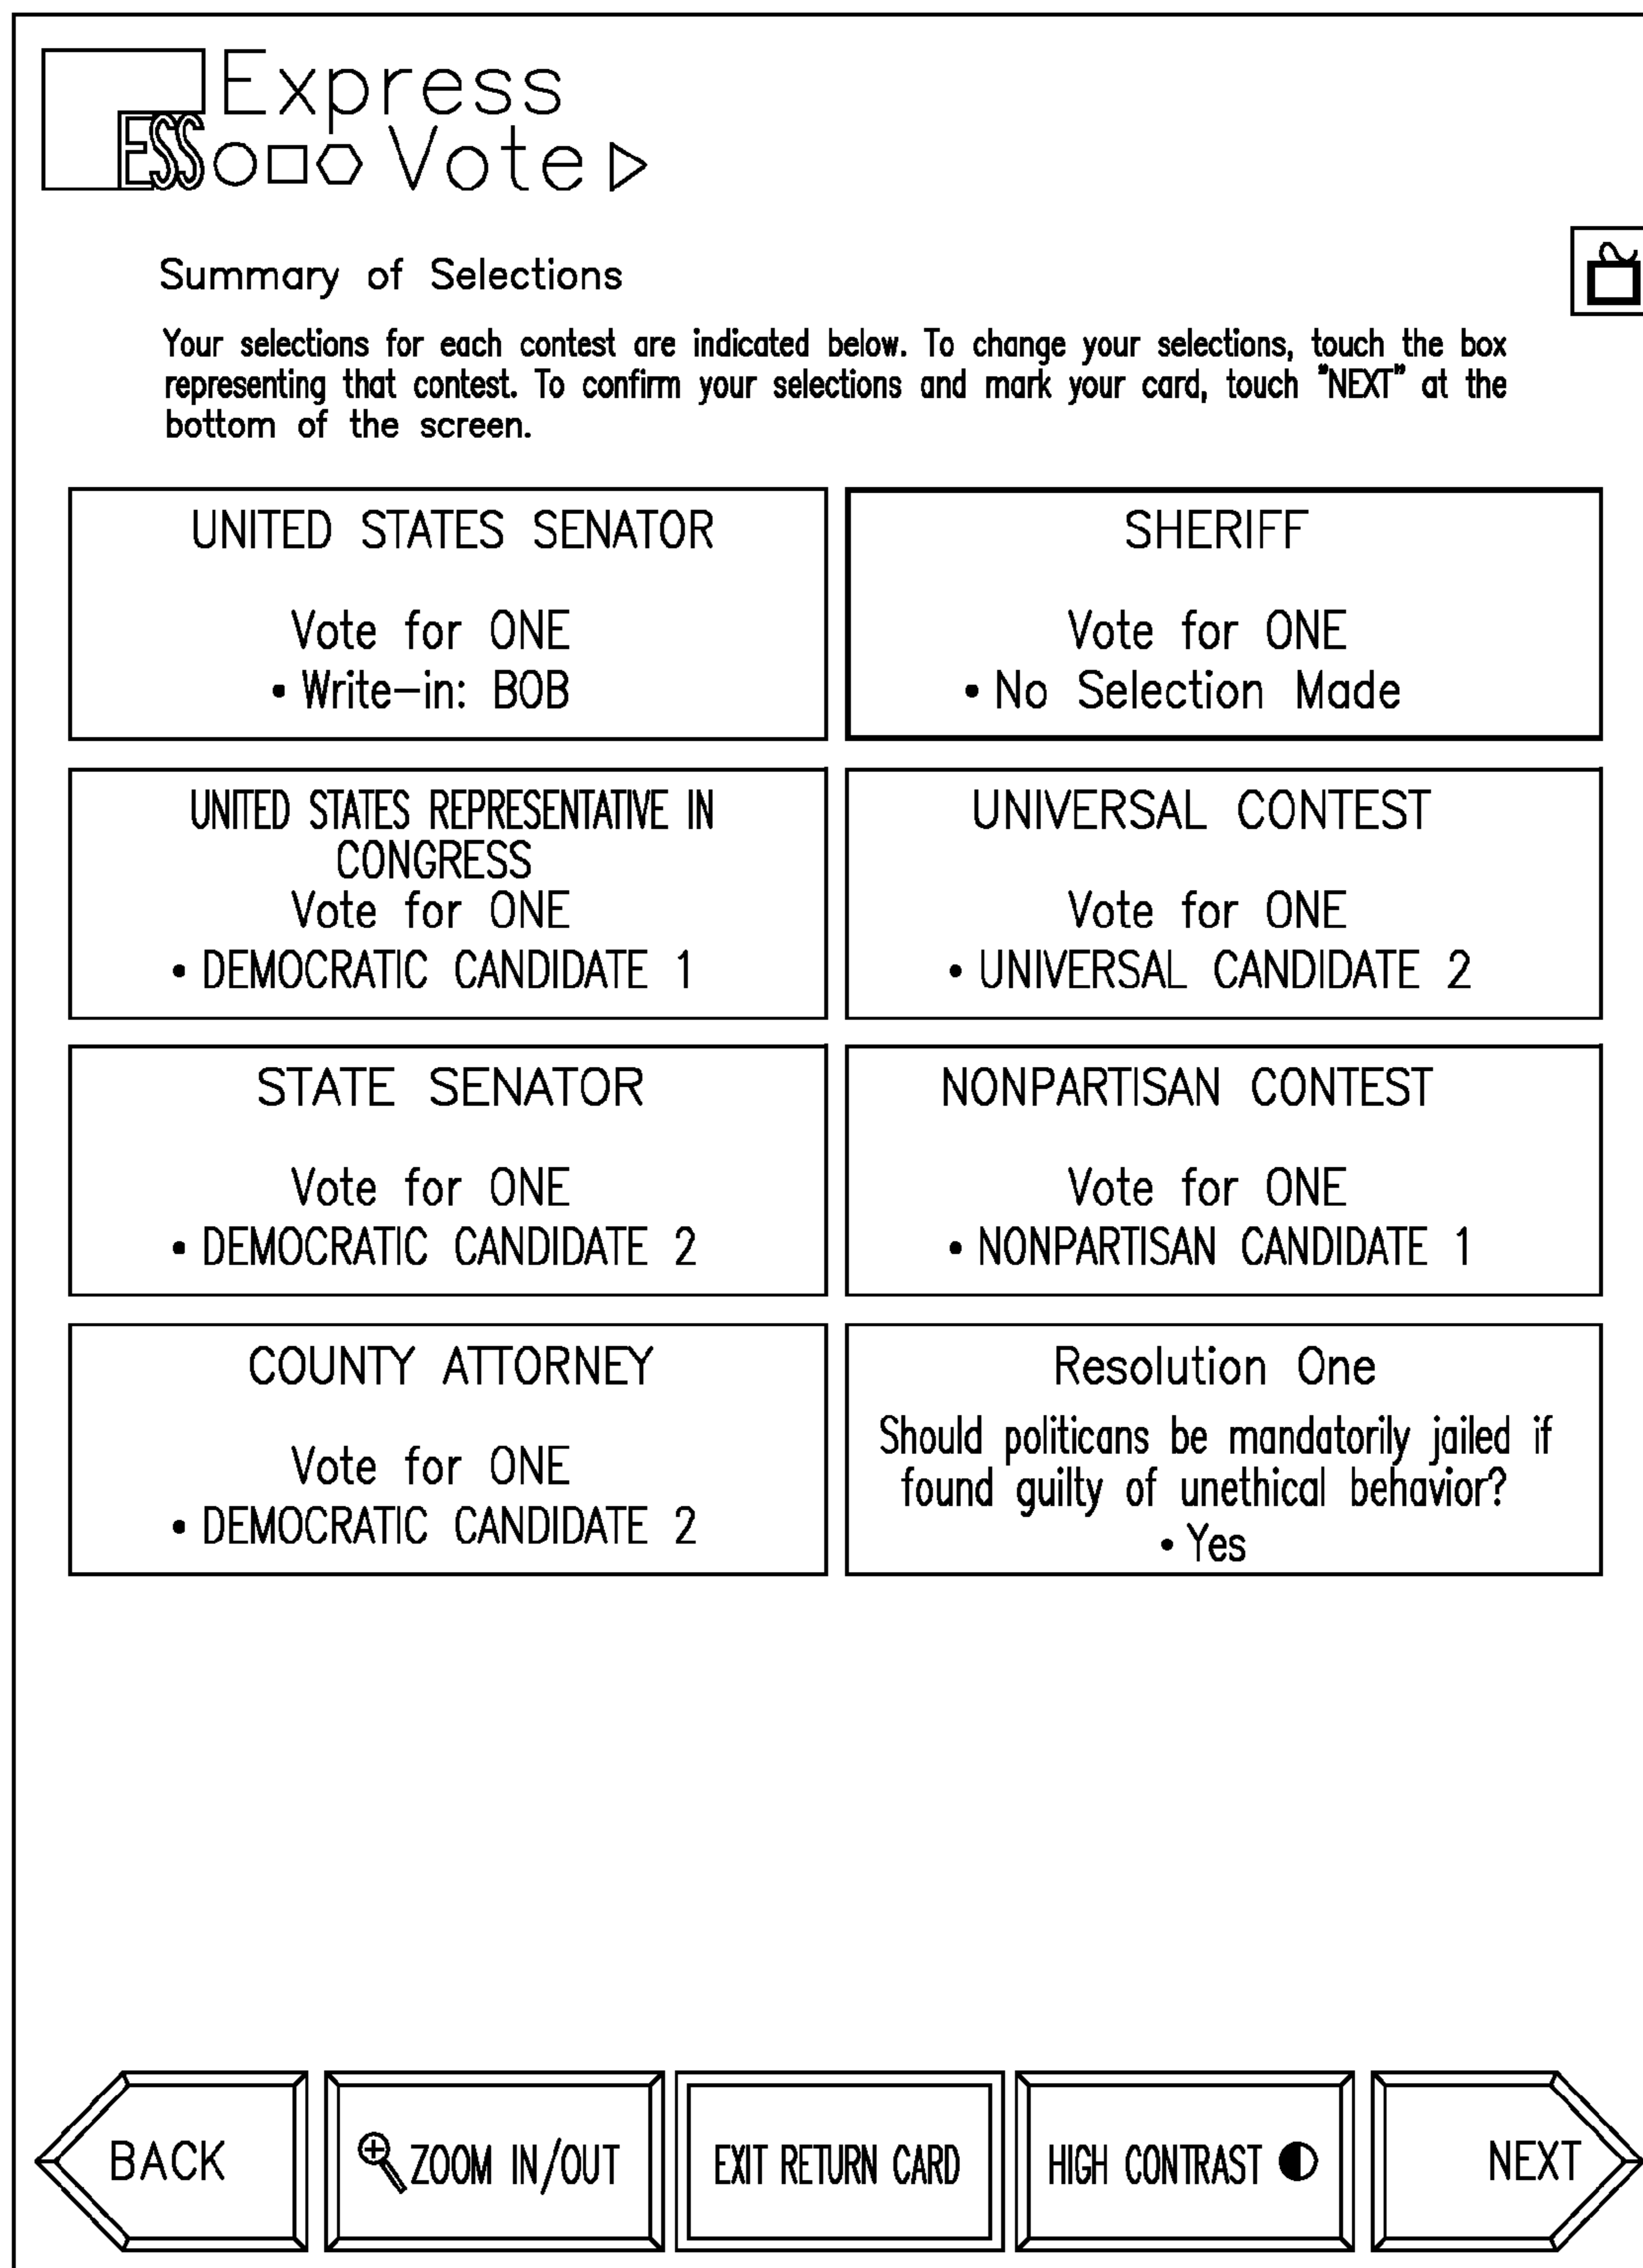 Express
ESS Vote
Summary of Selections
Your selections for each contest are indicated below. To change your selections, touch the box
representing that contest. To confirm your selections and mark your card, touch "NEXT" at the
bottom of the screen.
UNITED STATES SENATOR
Vote for ONE
• Write-in: BOB
SHERIFF
Vote for ONE
• No Selection Made
UNITED STATES REPRESENTATIVE IN
CONGRESS
Vote for ONE
• DEMOCRATIC CANDIDATE 1
UNIVERSAL CONTEST
Vote for ONE
• UNIVERSAL CANDIDATE 2
STATE SENATOR
Vote for ONE
• DEMOCRATIC CANDIDATE 2
NONPARTISAN CONTEST
Vote for ONE
• NONPARTISAN CANDIDATE 1
COUNTY ATTORNEY
Vote for ONE
• DEMOCRATIC CANDIDATE 2
Resolution One
Should politicans be mandatorily jailed if
found guilty of unethical behavior?
• Yes
BACK
ZOOM IN/OUT
EXIT RETURN CARD
HIGH CONTRAST
NEXT